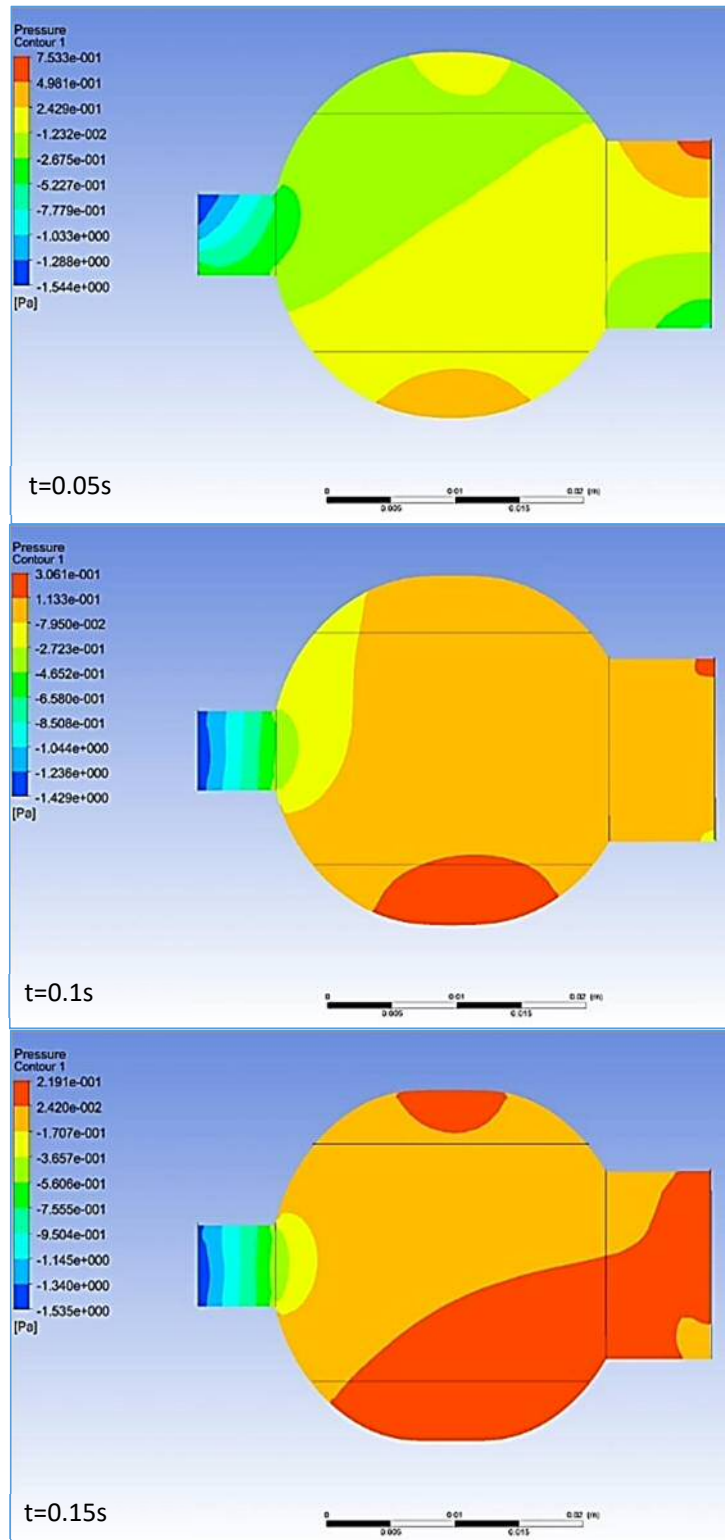 Pressure
Contour 1
7.533e-001
4.981e-001
2.429e-001
-1.232e-002
-2.675e-001
-5.227e-001
-7.779e-001
-1.033e+000
-1.288e+000
-1.544e+000
[Pa]
t=0.05s
0 0.01 0.02 (m)
0.005 0.015
Pressure
Contour 1
3.061e-001
1.133e-001
-7.950e-002
-2.723e-001
-4.652e-001
-6.580e-001
-8.508e-001
-1.044e+000
-1.236e+000
-1.429e+000
[Pa]
t=0.1s
0 0.01 0.02 (m)
0.005 0.015
Pressure
Contour 1
2.191e-001
2.420e-002
-1.707e-001
-3.657e-001
-5.606e-001
-7.555e-001
-9.504e-001
-1.145e+000
-1.340e+000
-1.535e+000
[Pa]
t=0.15s
0 0.01 0.02 (m)
0.005 0.015